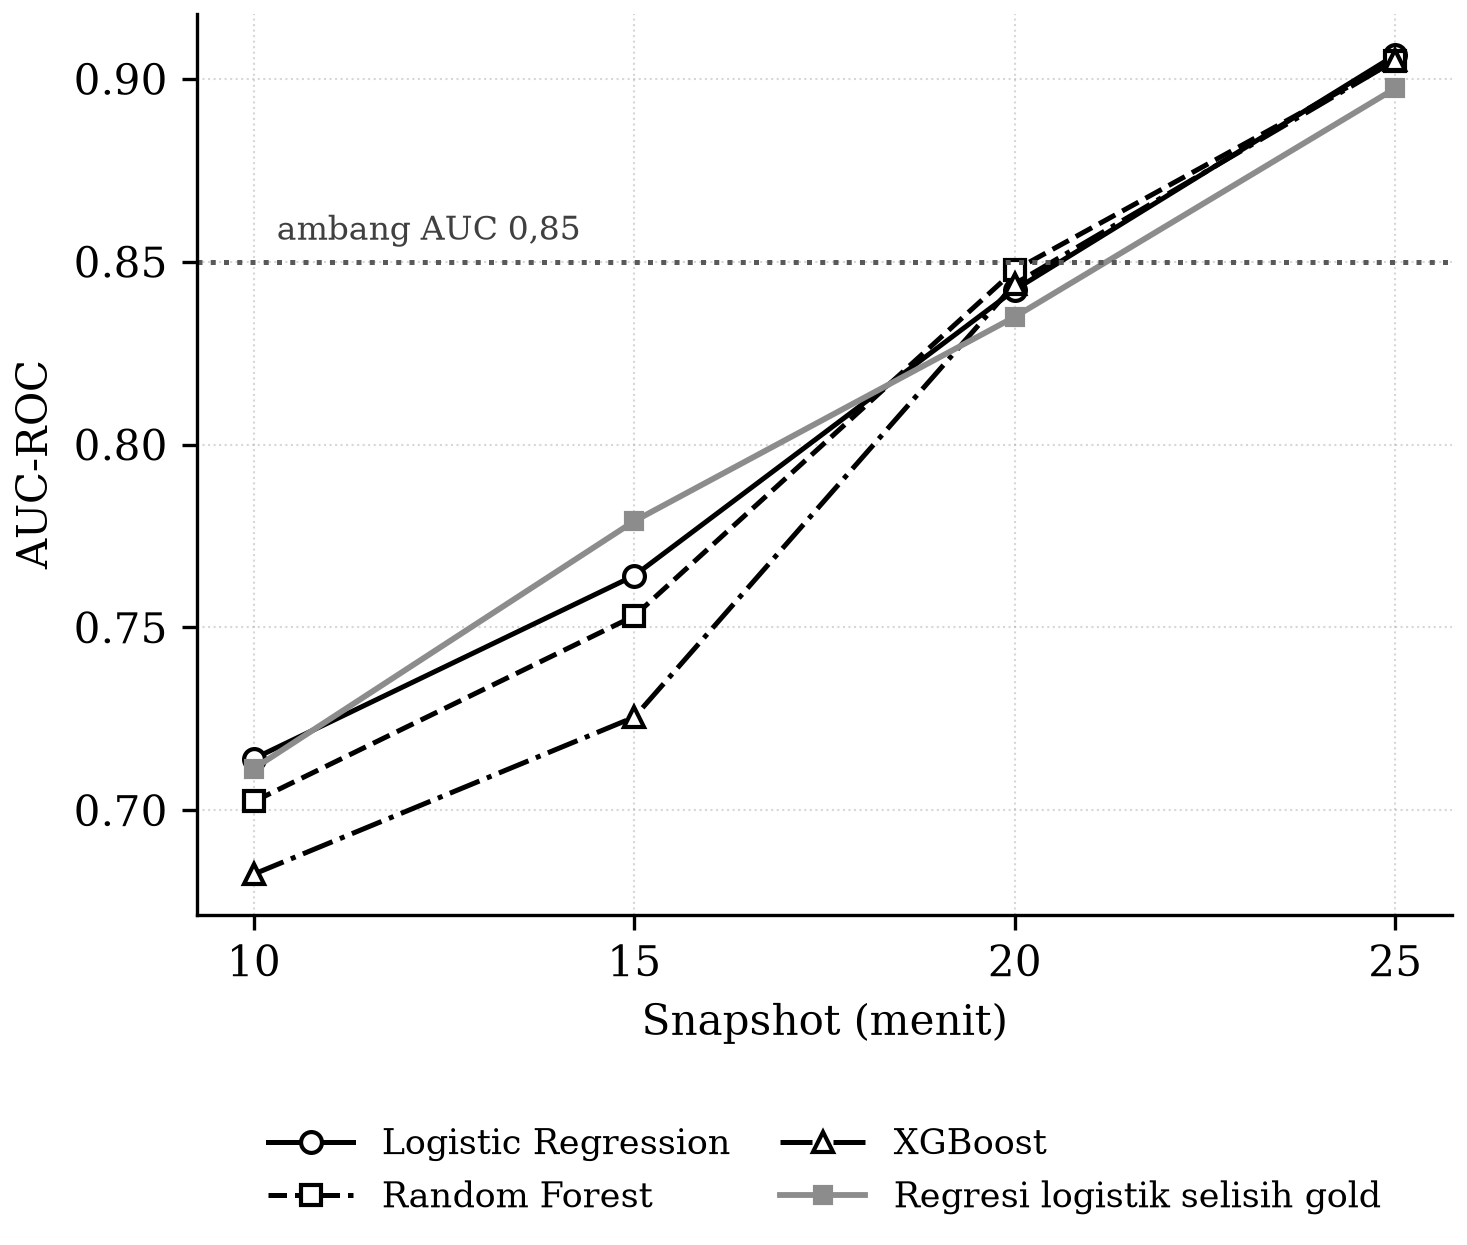 0.90
ambang AUC 0,85
0.85
0.80
0.75
0.70
AUC-ROC
10 15 20 25
Snapshot (menit)
Logistic Regression
Random Forest
XGBoost
Regresi logistik selisih gold